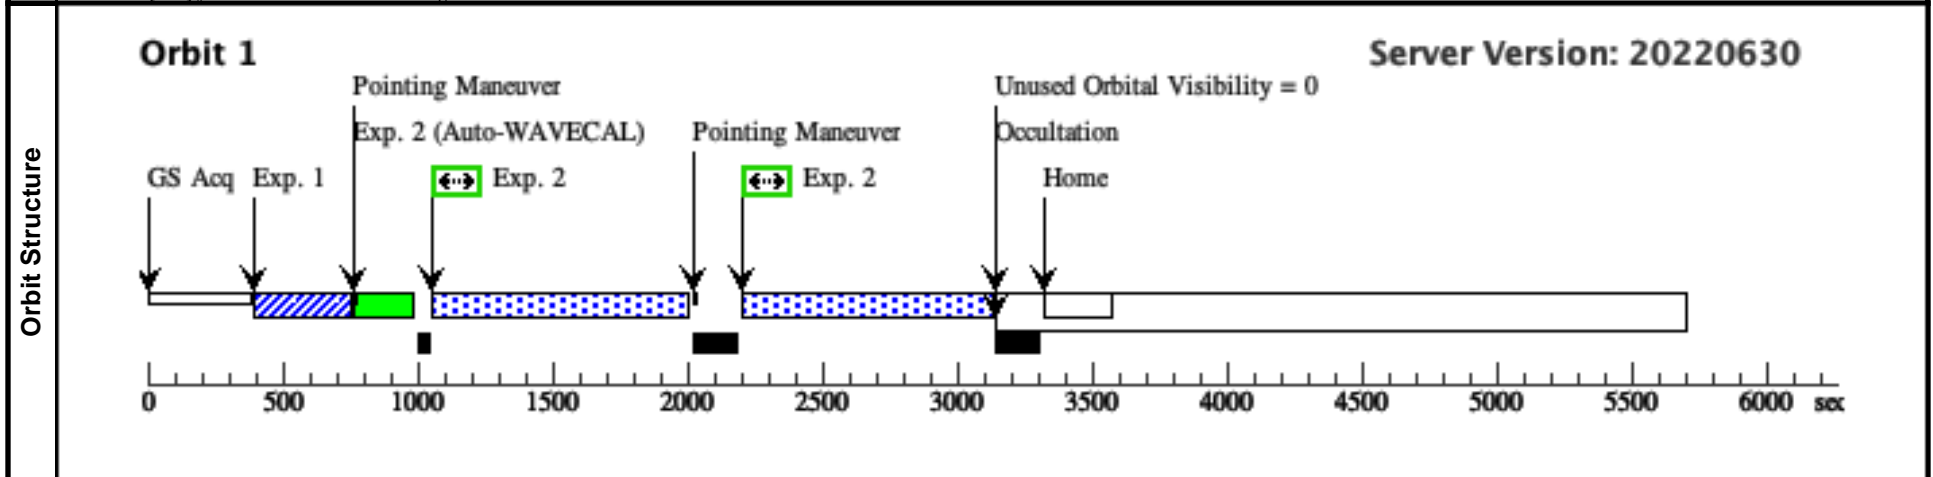 Orbit 1
Server Version: 20220630
Pointing Maneuver
Unused Orbital Visibility = 0
Exp. 2 (Auto-WAVECAL)
Pointing Maneuver
Occultation
GS Acq
Exp. 1
Exp. 2
Exp. 2
Home
Orbit Structure
0 500 1000 1500 2000 2500 3000 3500 4000 4500 5000 5500 6000 sec